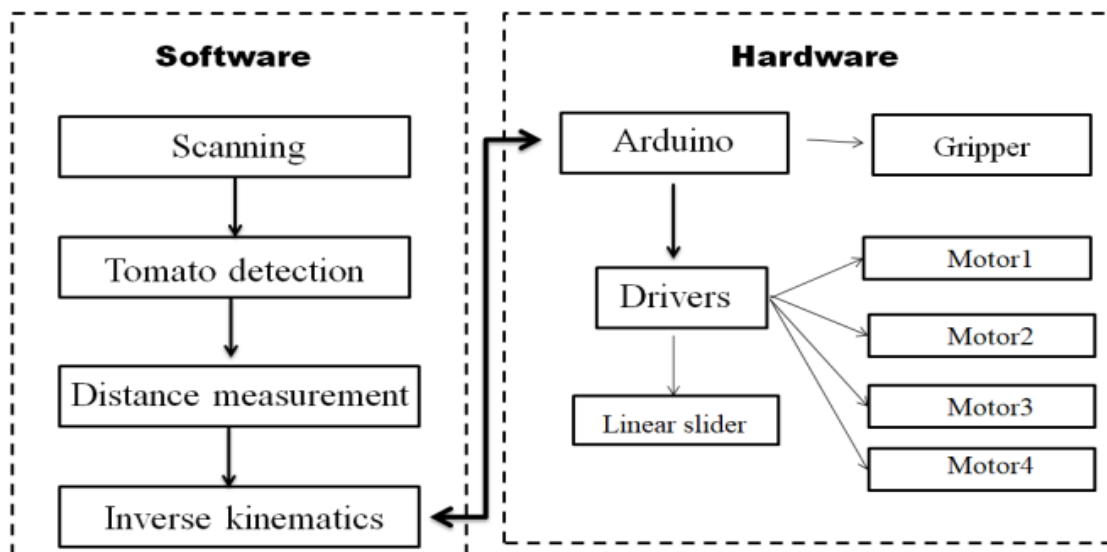 Software
Scanning
Tomato detection
Distance measurement
Inverse kinematics
Hardware
Arduino
Gripper
Drivers
Motor1
Motor2
Motor3
Motor4
Linear slider